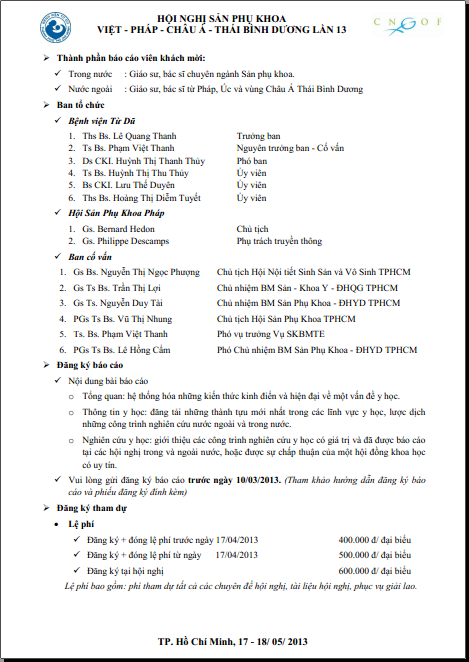 HỘI NGHỊ SẢN PHỤ KHOA
VIỆT - PHÁP - CHÂU Á - THÁI BÌNH DƯƠNG LẦN 13
C N G O F
Thành phần báo cáo viên khách mời:
Trong nước : Giáo sư, bác sĩ chuyên ngành Sản phụ khoa.
Nước ngoài : Giáo sư, bác sĩ từ Pháp, Úc và vùng Châu Á Thái Bình Dương
Ban tổ chức
Bệnh viện Từ Dũ
1. Ths Bs. Lê Quang Thanh Trưởng ban
2. Ts Bs. Phạm Việt Thanh Nguyên trưởng ban - Cố vấn
3. Ds CKI. Huỳnh Thị Thanh Thủy Phó ban
4. Ts Bs. Huỳnh Thị Thu Thủy Ủy viên
5. Bs CKI. Lưu Thế Duyên Ủy viên
6. Ths Bs. Hoàng Thị Diễm Tuyết Ủy viên
Hội Sản Phụ Khoa Pháp
1. Gs. Bernard Hedon Chủ tịch
2. Gs. Philippe Descamps Phụ trách truyền thông
Ban cố vấn
1. Gs Bs. Nguyễn Thị Ngọc Phượng Chủ tịch Hội Nội tiết Sinh Sản và Vô Sinh TPHCM
2. Gs Ts Bs. Trần Thị Lợi Chủ nhiệm BM Sản - Khoa Y - ĐHQG TPHCM
3. Gs Ts. Nguyễn Duy Tài Chủ nhiệm BM Sản Phụ Khoa - ĐHYD TPHCM
4. PGs Ts Bs. Vũ Thị Nhung Chủ tịch Hội Sản Phụ Khoa TPHCM
5. Ts. Bs. Phạm Việt Thanh Phó vụ trưởng Vụ SKBMTE
6. PGs Ts Bs. Lê Hồng Cẩm Phó Chủ nhiệm BM Sản Phụ Khoa - ĐHYD TPHCM
Đăng ký báo cáo
Nội dung bài báo cáo
o Tổng quan: hệ thống hóa những kiến thức kinh điển và hiện đại về một vấn đề y học.
o Thông tin y học: đăng tải những thành tựu mới nhất trong các lĩnh vực y học, lược dịch
những công trình nghiên cứu nước ngoài và trong nước.
o Nghiên cứu y học: giới thiệu các công trình nghiên cứu y học có giá trị và đã được báo cáo
tại các hội nghị trong và ngoài nước, hoặc được sự chấp thuận của một hội đồng khoa học
có uy tín.
Vui lòng gửi đăng ký báo cáo trước ngày 10/03/2013. (Tham khảo hướng dẫn đăng ký báo
cáo và phiếu đăng ký đính kèm)
Đăng ký tham dự
• Lệ phí
Đăng ký + đóng lệ phí trước ngày 17/04/2013 400.000 đ/ đại biểu
Đăng ký + đóng lệ phí từ ngày 17/04/2013 500.000 đ/ đại biểu
Đăng ký tại hội nghị 600.000 đ/ đại biểu
Lệ phí bao gồm: phí tham dự tất cả các chuyên đề hội nghị, tài liệu hội nghị, phục vụ giải lao.
TP. Hồ Chí Minh, 17 - 18/ 05/ 2013